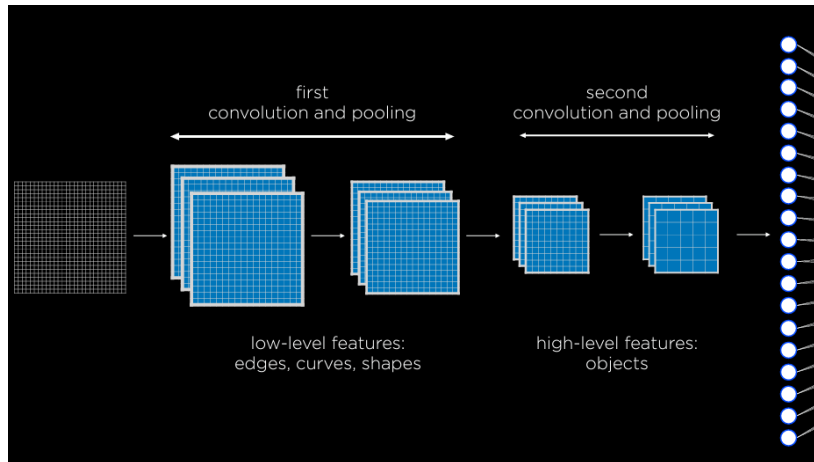 first
convolution and pooling
second
convolution and pooling
low-level features:
edges, curves, shapes
high-level features:
objects